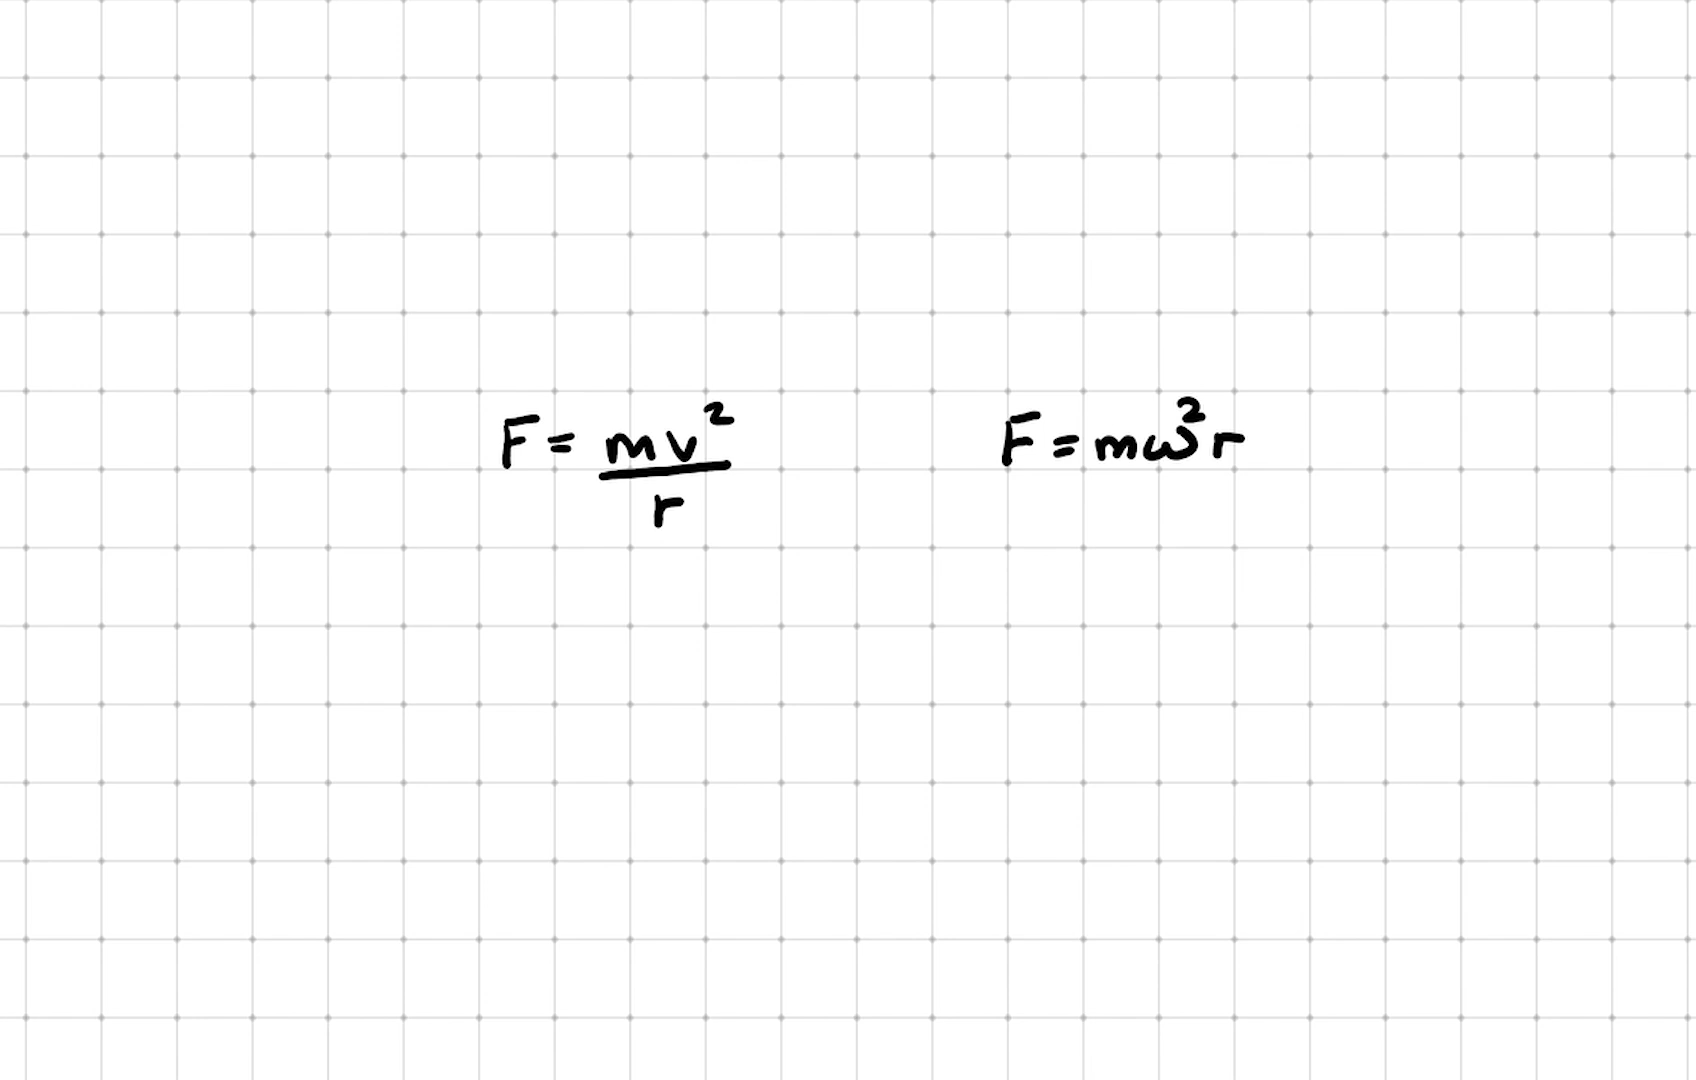 F = mv²/r
F = mω²r